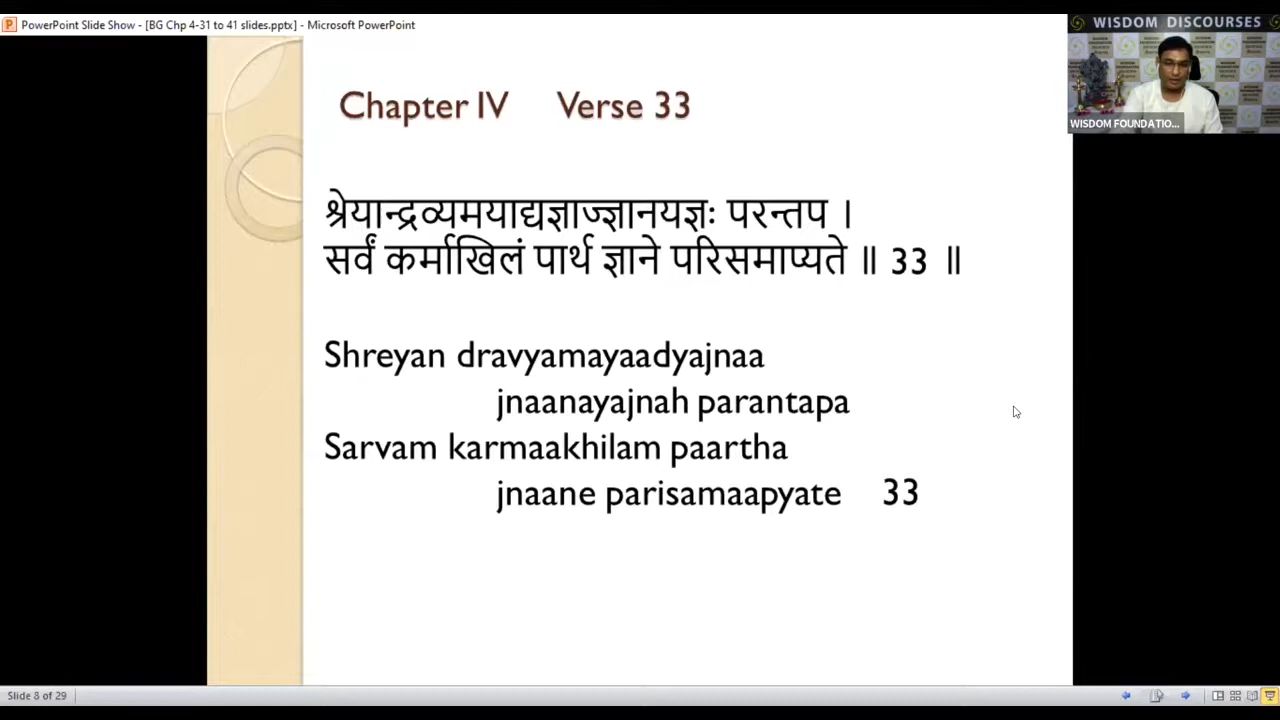 PowerPoint Slide Show - [BG Chp 4-31 to 41 slides.pptx] - Microsoft PowerPoint
WISDOM DISCOURSES
WISDOM FOUNDATIO...
Chapter IV Verse 33
श्रेयान्द्रव्यमयाद्यज्ञाज्ज्ञानयज्ञः परन्तप ।
सर्वं कर्माखिलं पार्थ ज्ञाने परिसमाप्यते ॥ 33 ॥
Shreyan dravyamayaadyajnaa
jnaanayajnah parantapa
Sarvam karmaakhilam paartha
jnaane parisamaapyate 33
Slide 8 of 29